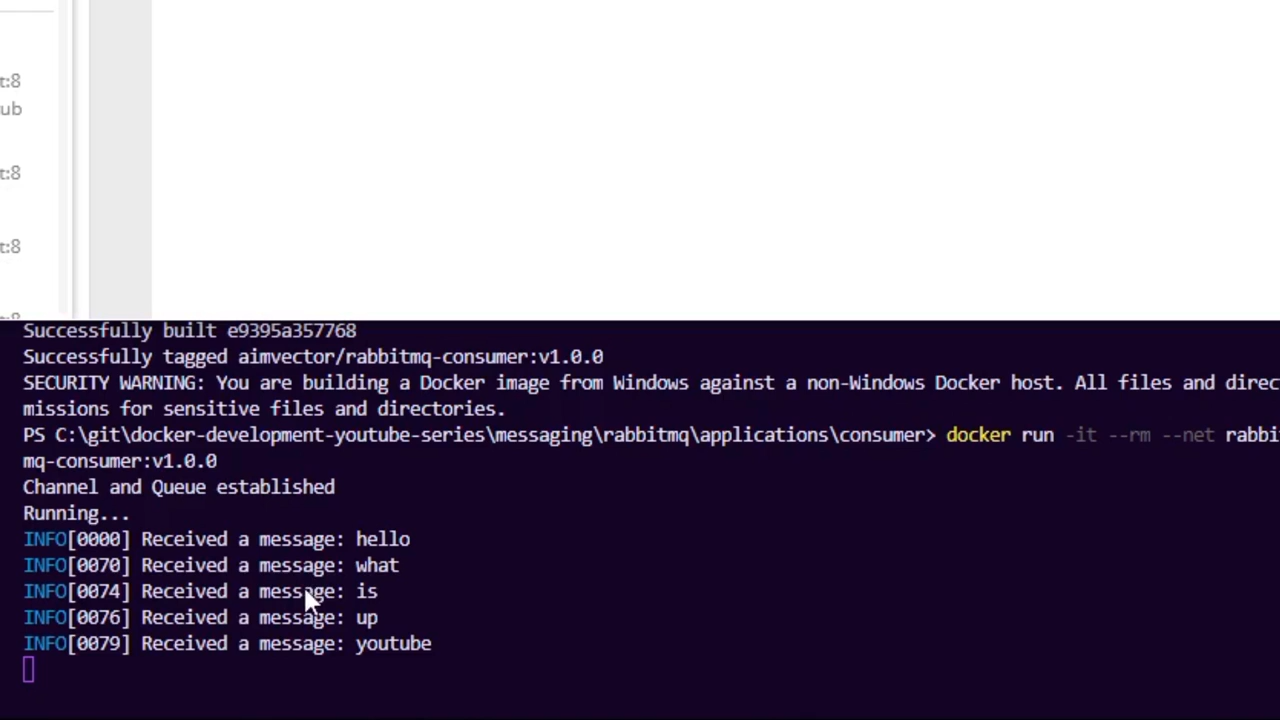 t:8
ub
t:8
t:8
Successfully built e9395a357768
Successfully tagged aimvector/rabbitmq-consumer:v1.0.0
SECURITY WARNING: You are building a Docker image from Windows against a non-Windows Docker host. All files and direc
missions for sensitive files and directories.
PS C:\git\docker-development-youtube-series\messaging\rabbitmq\applications\consumer> docker run -it --rm --net rabbi
mq-consumer:v1.0.0
Channel and Queue established
Running...
INFO[0000] Received a message: hello
INFO[0070] Received a message: what
INFO[0074] Received a message: is
INFO[0076] Received a message: up
INFO[0079] Received a message: youtube